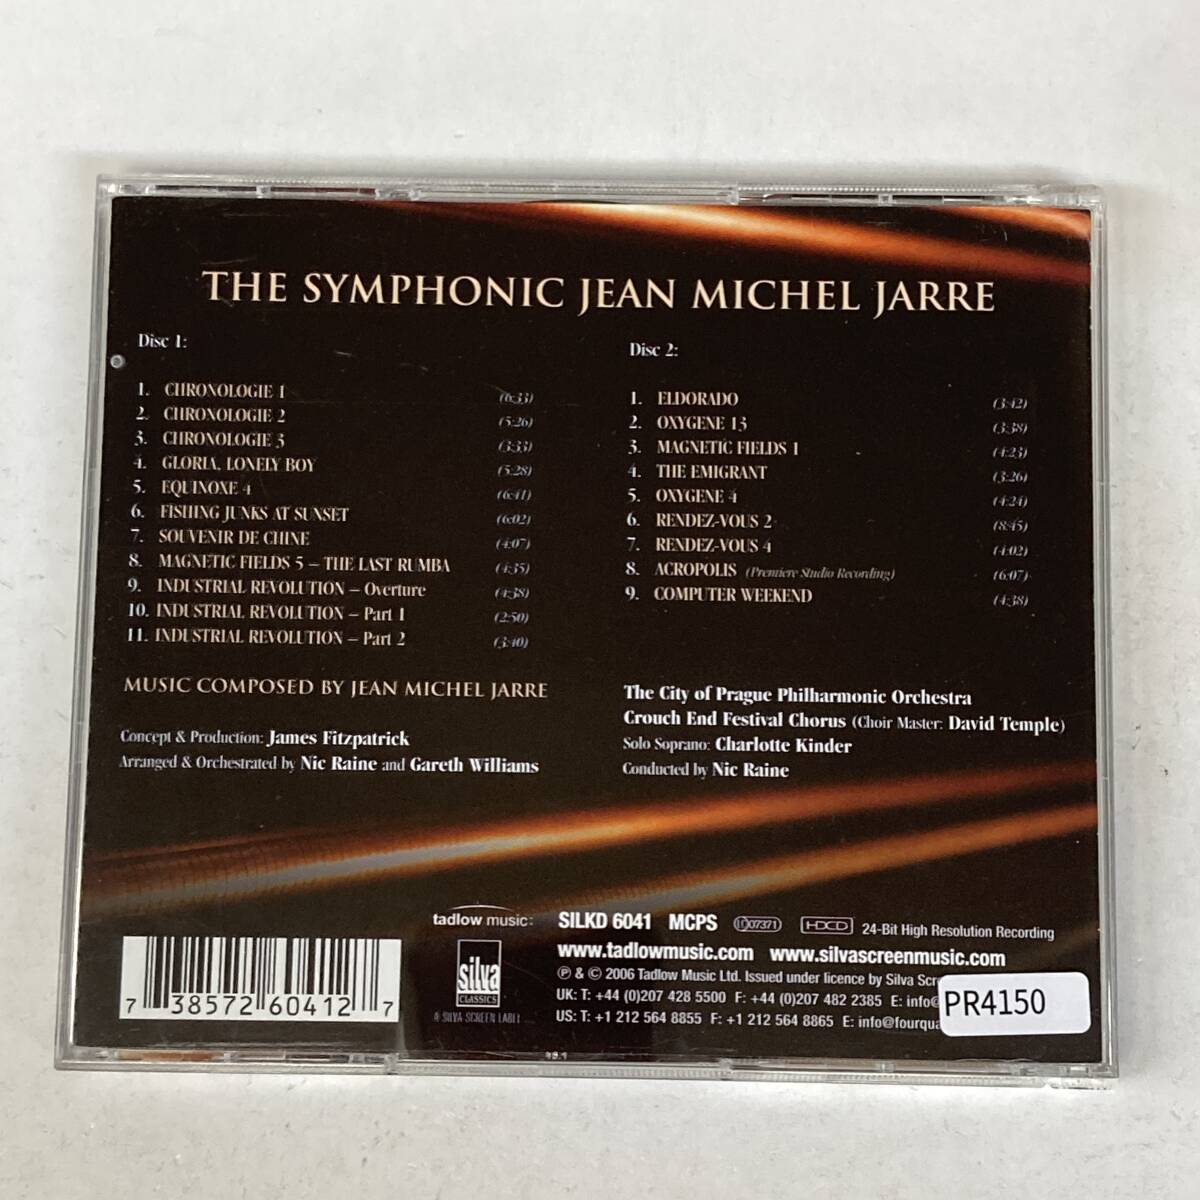 THE SYMPHONIC JEAN MICHEL JARRE
Disc 1:
1. CHRONOLOGIE 1 (6:33)
2. CHRONOLOGIE 2 (5:26)
3. CHRONOLOGIE 3 (3:33)
4. GLORIA, LONELY BOY (5:28)
5. EQUINOXE 4 (6:41)
6. FISHING JUNKS AT SUNSET (6:02)
7. SOUVENIR DE CHINE (4:07)
8. MAGNETIC FIELDS 5 – THE LAST RUMBA (4:35)
9. INDUSTRIAL REVOLUTION – Overture (4:38)
10. INDUSTRIAL REVOLUTION – Part 1 (2:50)
11. INDUSTRIAL REVOLUTION – Part 2 (3:40)
MUSIC COMPOSED BY JEAN MICHEL JARRE
Concept & Production: James Fitzpatrick
Arranged & Orchestrated by Nic Raine and Gareth Williams
Disc 2:
1. ELDORADO (3:42)
2. OXYGENE 13 (3:38)
3. MAGNETIC FIELDS 1 (4:23)
4. THE EMIGRANT (3:26)
5. OXYGENE 4 (4:24)
6. RENDEZ-VOUS 2 (8:45)
7. RENDEZ-VOUS 4 (4:02)
8. ACROPOLIS (Premiere Studio Recording) (6:07)
9. COMPUTER WEEKEND (4:38)
The City of Prague Philharmonic Orchestra
Crouch End Festival Chorus (Choir Master: David Temple)
Solo Soprano: Charlotte Kinder
Conducted by Nic Raine
tadlow music: SILKD 6041 MCPS LC07371 HDCD 24-Bit High Resolution Recording
www.tadlowmusic.com www.silvascreenmusic.com
℗ & © 2006 Tadlow Music Ltd. Issued under licence by Silva Scr
UK: T: +44 (0)207 428 5500 F: +44 (0)207 482 2385 E: info@
US: T: +1 212 564 8855 F: +1 212 564 8865 E: info@fourqua
silva
CLASSICS
A SILVA SCREEN LABEL
7 38572 60412 7
PR4150